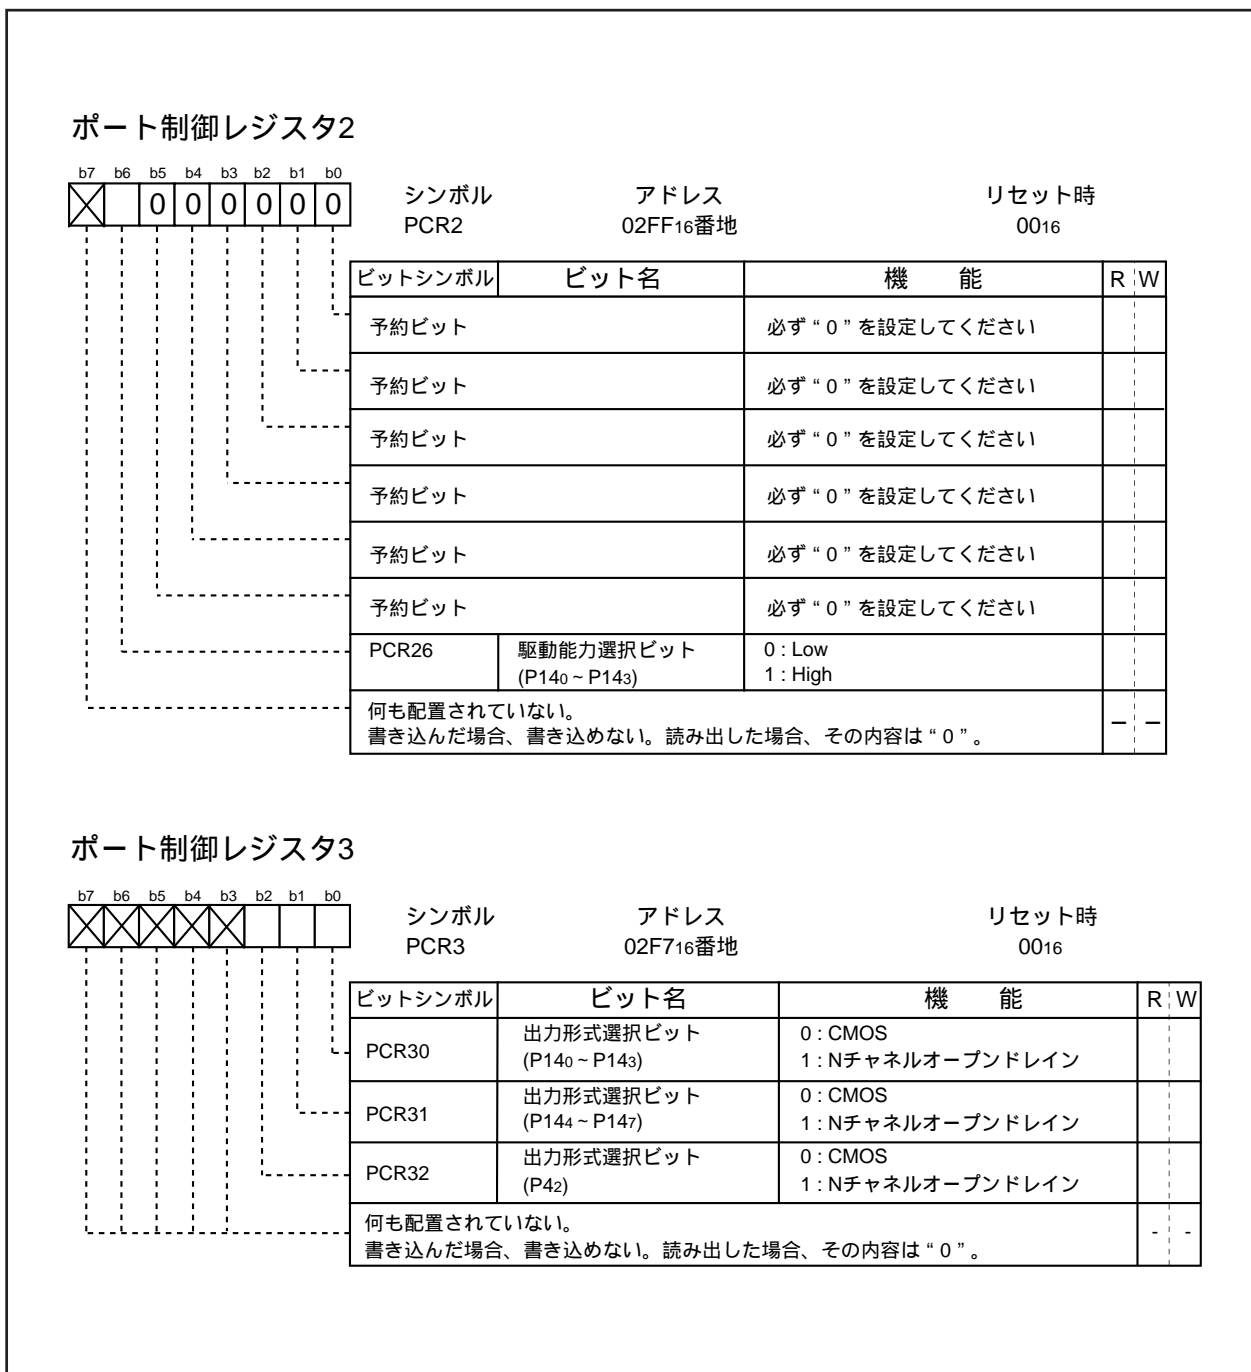 ポート制御レジスタ2
b7 b6 b5 b4 b3 b2 b1 b0
0 0 0 0 0 0
シンボル アドレス リセット時
PCR2 02FF16番地 0016
ビットシンボル ビット名 機 能 R W
予約ビット 必ず“0”を設定してください
予約ビット 必ず“0”を設定してください
予約ビット 必ず“0”を設定してください
予約ビット 必ず“0”を設定してください
予約ビット 必ず“0”を設定してください
予約ビット 必ず“0”を設定してください
PCR26 駆動能力選択ビット 0 : Low
(P140 ~ P143) 1 : High
何も配置されていない。
書き込んだ場合、書き込めない。読み出した場合、その内容は“0”。 – –
ポート制御レジスタ3
b7 b6 b5 b4 b3 b2 b1 b0
シンボル アドレス リセット時
PCR3 02F716番地 0016
ビットシンボル ビット名 機 能 R W
PCR30 出力形式選択ビット 0 : CMOS
(P140 ~ P143) 1 : Nチャネルオープンドレイン
PCR31 出力形式選択ビット 0 : CMOS
(P144 ~ P147) 1 : Nチャネルオープンドレイン
PCR32 出力形式選択ビット 0 : CMOS
(P42) 1 : Nチャネルオープンドレイン
何も配置されていない。
書き込んだ場合、書き込めない。読み出した場合、その内容は“0”。 - -